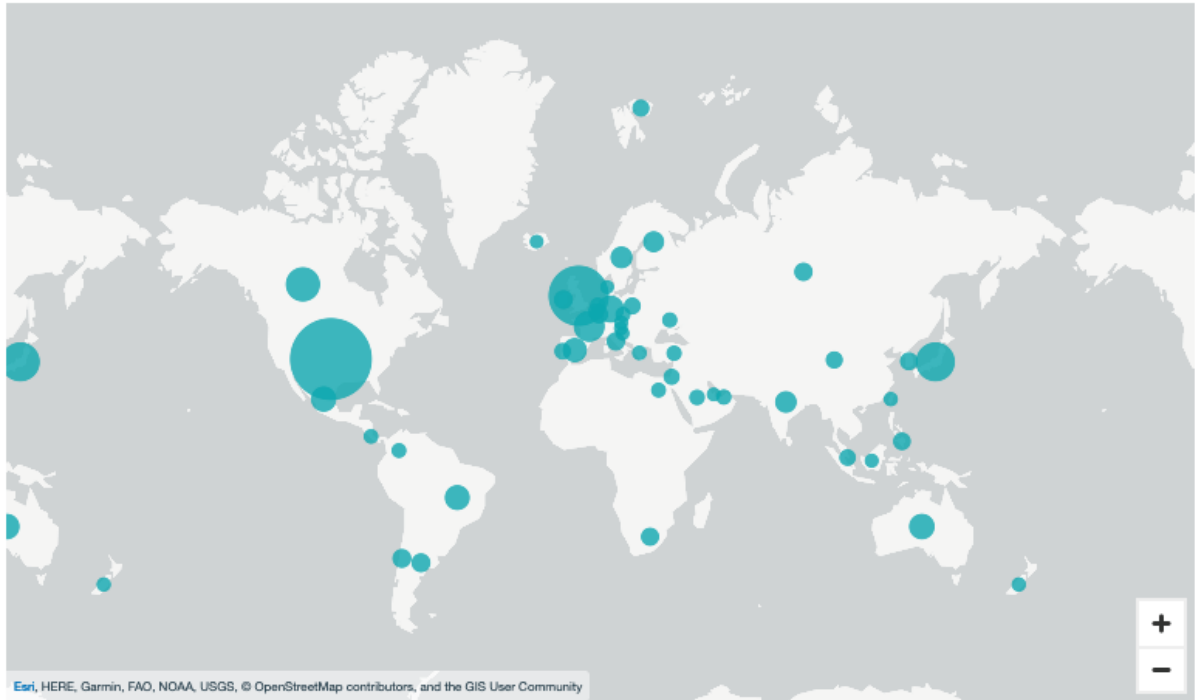 +
−
Esri, HERE, Garmin, FAO, NOAA, USGS, © OpenStreetMap contributors, and the GIS User Community